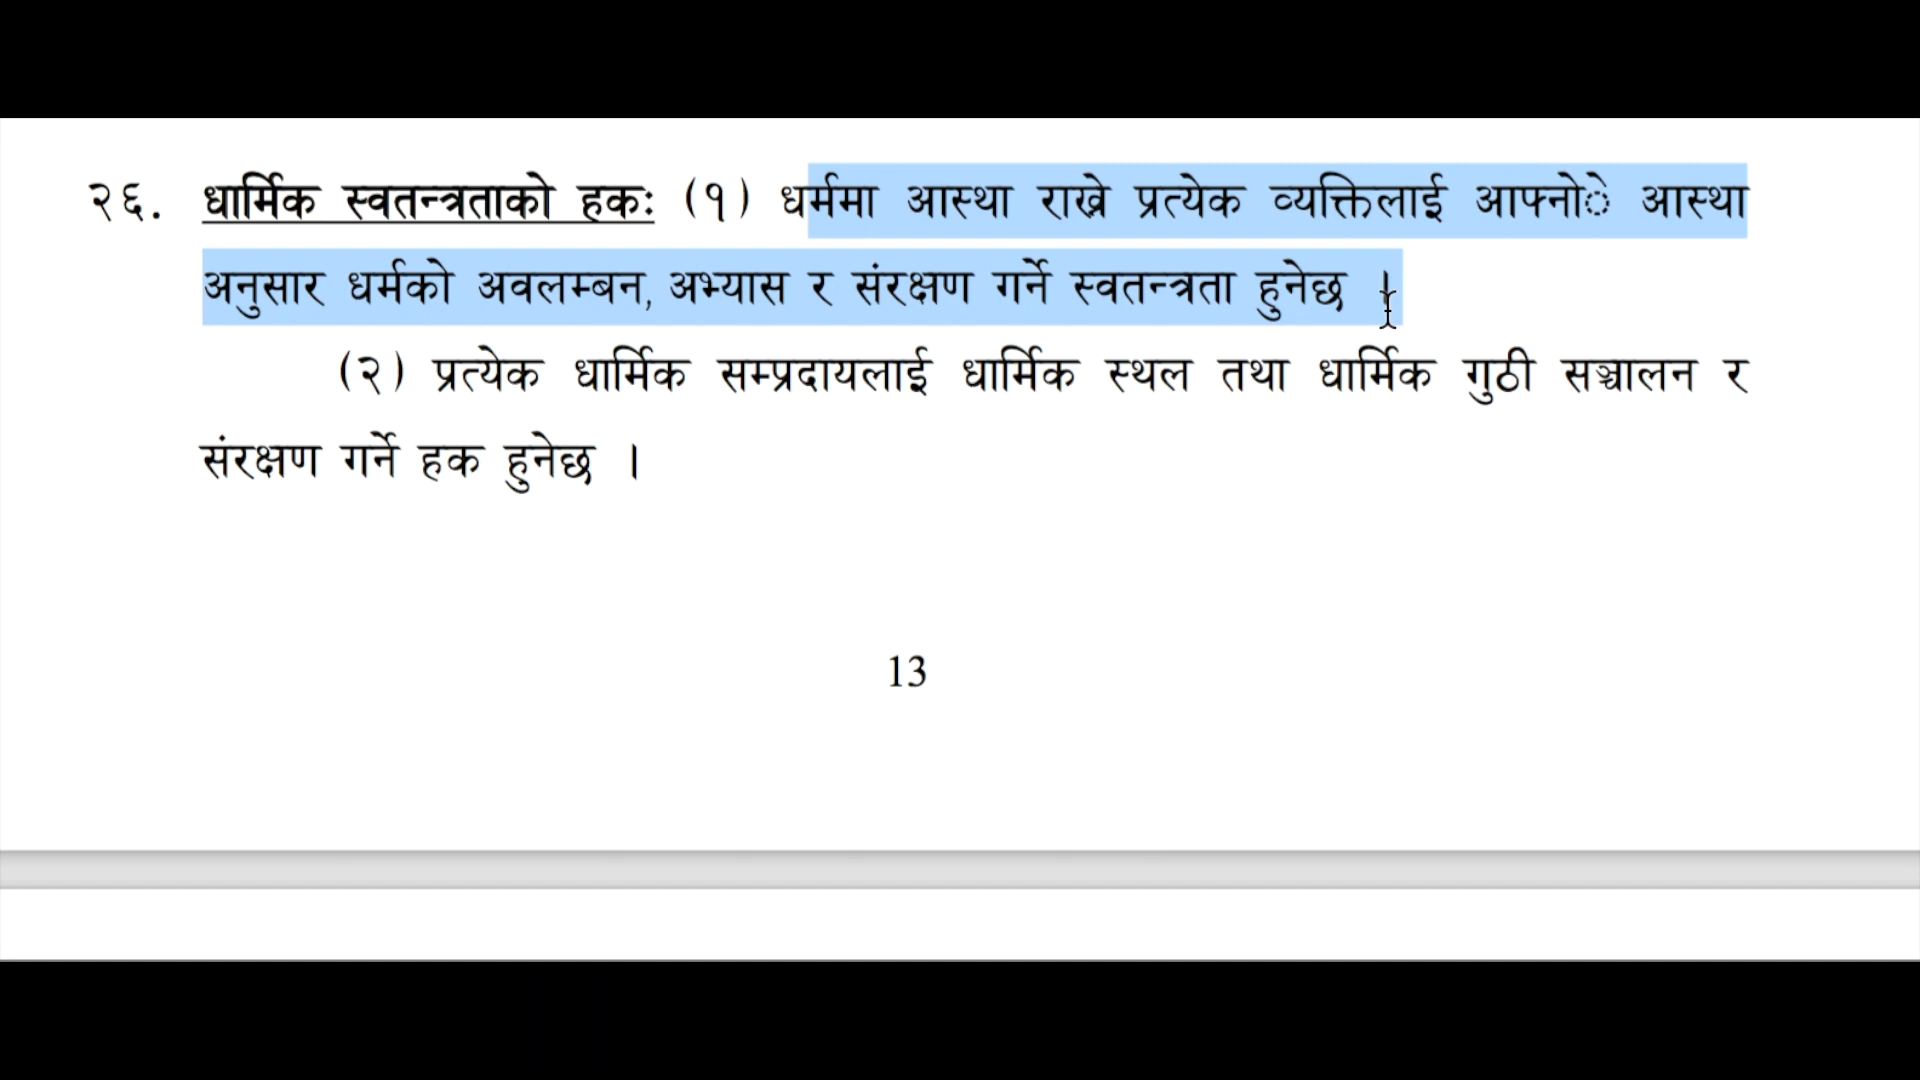 २६. धार्मिक स्वतन्त्रताको हकः (१) धर्ममा आस्था राख्ने प्रत्येक व्यक्तिलाई आफ्नोे आस्था
अनुसार धर्मको अवलम्बन, अभ्यास र संरक्षण गर्ने स्वतन्त्रता हुनेछ ।
(२) प्रत्येक धार्मिक सम्प्रदायलाई धार्मिक स्थल तथा धार्मिक गुठी सञ्चालन र
संरक्षण गर्ने हक हुनेछ ।
13